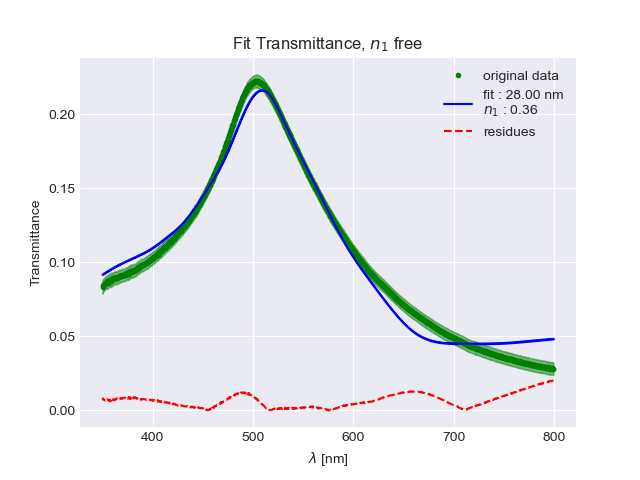 Fit Transmittance, n₁ free
original data
fit : 28.00 nm
n₁ : 0.36
residues
Transmittance
0.20
0.15
0.10
0.05
0.00
400
500
600
700
800
λ [nm]